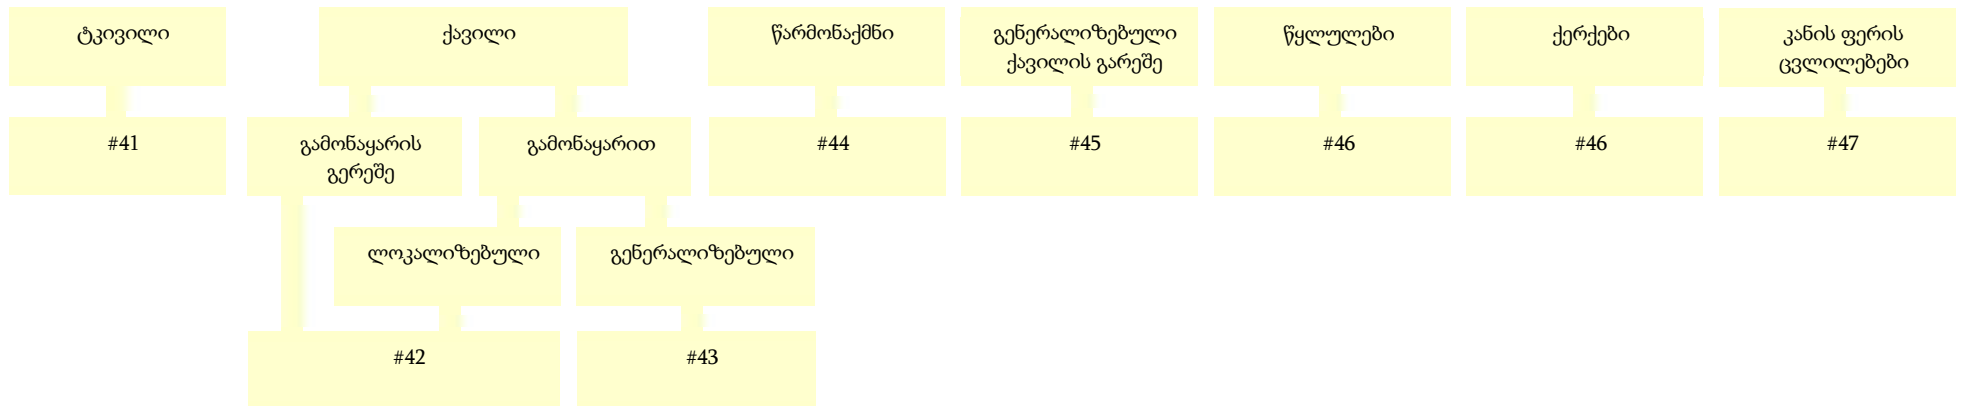 ტკივილი
ქავილი
წარმონაქმნი
გენერალიზებული
ქავილის გარეშე
წყლულები
ქერქები
კანის ფერის
ცვლილებები
#41
გამონაყარის
გერეშე
გამონაყარით
#44
#45
#46
#46
#47
ლოკალიზებული
გენერალიზებული
#42
#43